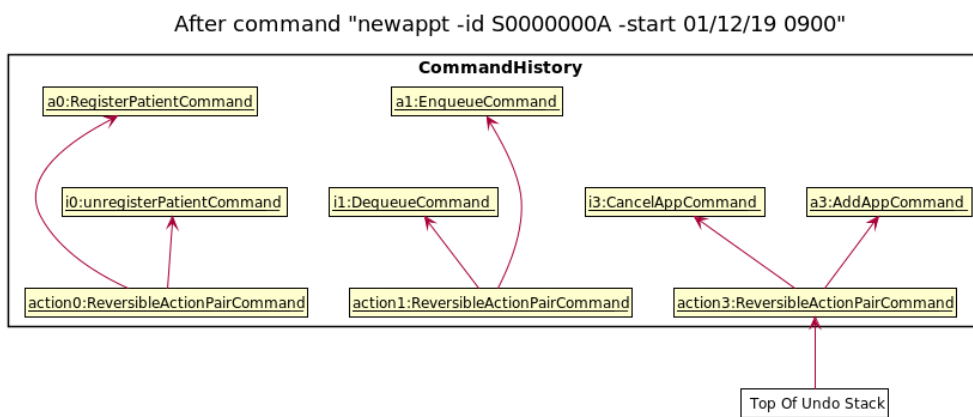 After command "newappt -id S0000000A -start 01/12/19 0900"
CommandHistory
a0:RegisterPatientCommand
a1:EnqueueCommand
i0:unregisterPatientCommand
i1:DequeueCommand
i3:CancelAppCommand
a3:AddAppCommand
action0:ReversibleActionPairCommand
action1:ReversibleActionPairCommand
action3:ReversibleActionPairCommand
Top Of Undo Stack